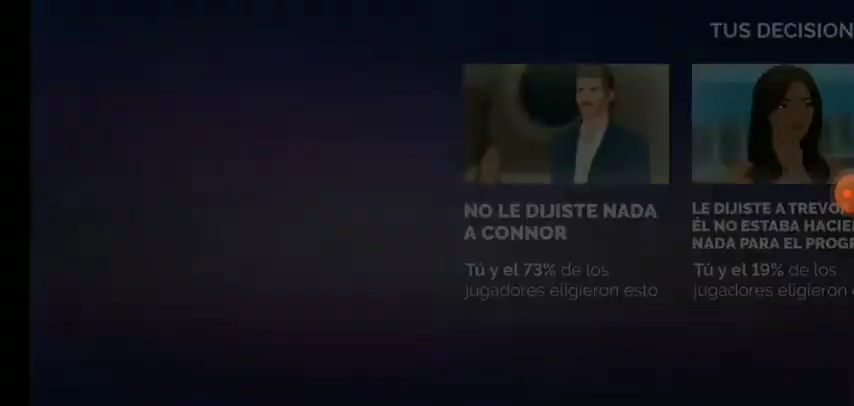 TUS DECISION
NO LE DIJISTE NADA
A CONNOR
Tú y el 73% de los
jugadores eligieron esto
LE DIJISTE A TREVOR
ÉL NO ESTABA HACIE
NADA PARA EL PROGR
Tú y el 19% de los
jugadores eligieron